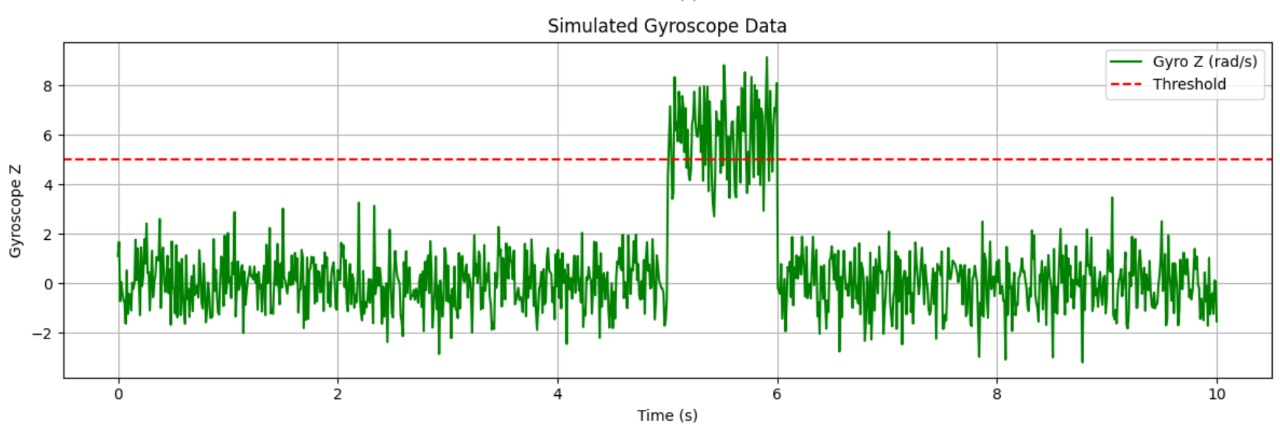 Simulated Gyroscope Data
Gyro Z (rad/s)
Threshold
Gyroscope Z
8
6
4
2
0
−2
0 2 4 6 8 10
Time (s)